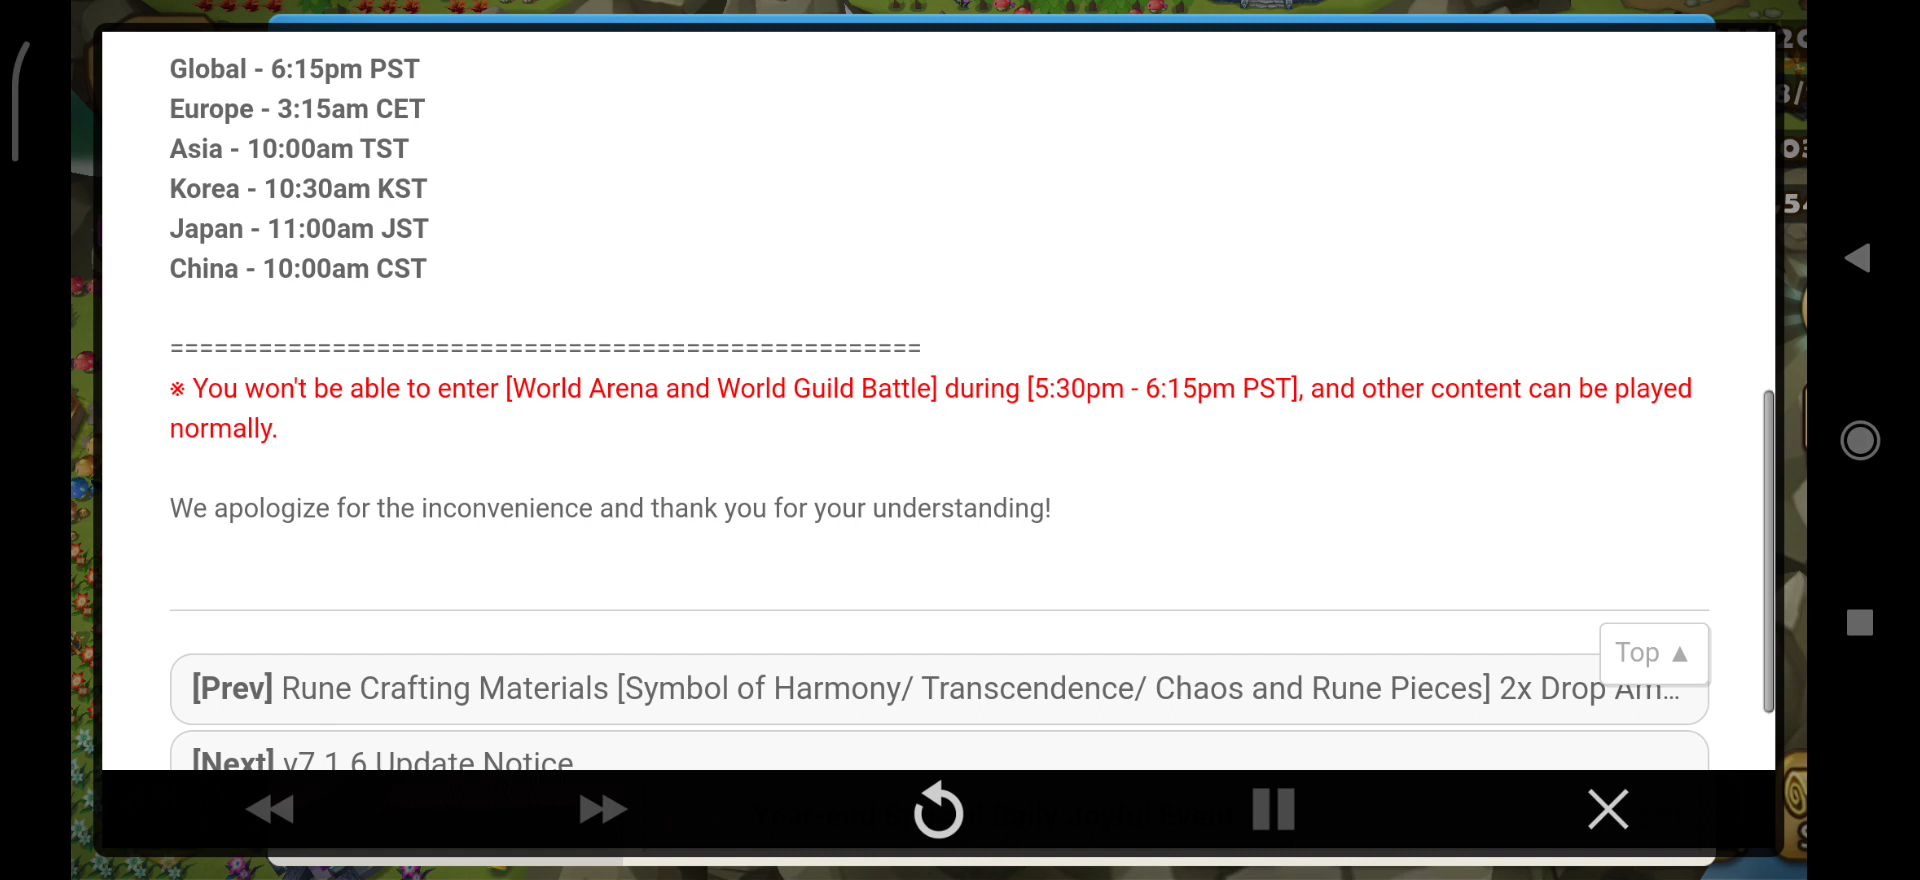 Global - 6:15pm PST
Europe - 3:15am CET
Asia - 10:00am TST
Korea - 10:30am KST
Japan - 11:00am JST
China - 10:00am CST
===================================================
※ You won't be able to enter [World Arena and World Guild Battle] during [5:30pm - 6:15pm PST], and other content can be played
normally.
We apologize for the inconvenience and thank you for your understanding!
Top ▲
[Prev] Rune Crafting Materials [Symbol of Harmony/ Transcendence/ Chaos and Rune Pieces] 2x Drop Am...
[Next] v7.1.6 Update Notice